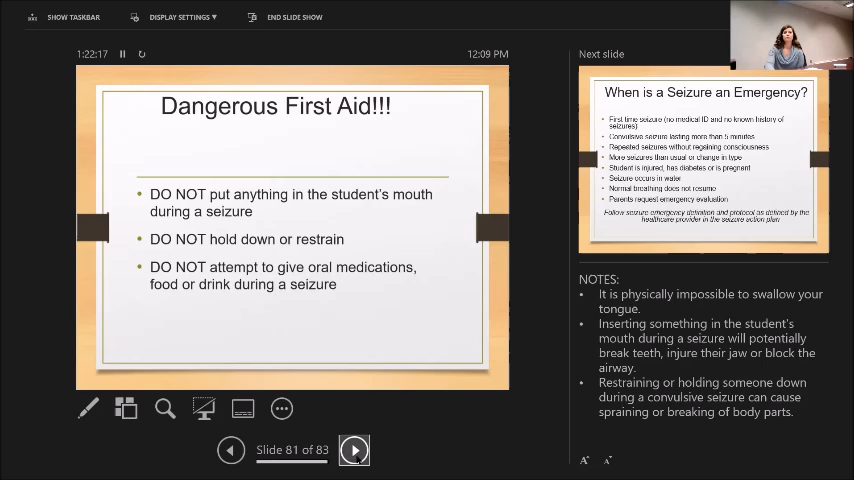 SHOW TASKBAR
DISPLAY SETTINGS ▼
END SLIDE SHOW
1:22:17
12:09 PM
Dangerous First Aid!!!
• DO NOT put anything in the student's mouth
during a seizure
• DO NOT hold down or restrain
• DO NOT attempt to give oral medications,
food or drink during a seizure
Slide 81 of 83
Next slide
When is a Seizure an Emergency?
• First time seizure (no medical ID and no known history of
seizures)
• Convulsive seizure lasting more than 5 minutes
• Repeated seizures without regaining consciousness
• More seizures than usual or change in type
• Student is injured, has diabetes or is pregnant
• Seizure occurs in water
• Normal breathing does not resume
• Parents request emergency evaluation
Follow seizure emergency definition and protocol as defined by the
healthcare provider in the seizure action plan
NOTES:
• It is physically impossible to swallow your
tongue.
• Inserting something in the student's
mouth during a seizure will potentially
break teeth, injure their jaw or block the
airway.
• Restraining or holding someone down
during a convulsive seizure can cause
spraining or breaking of body parts.
A A